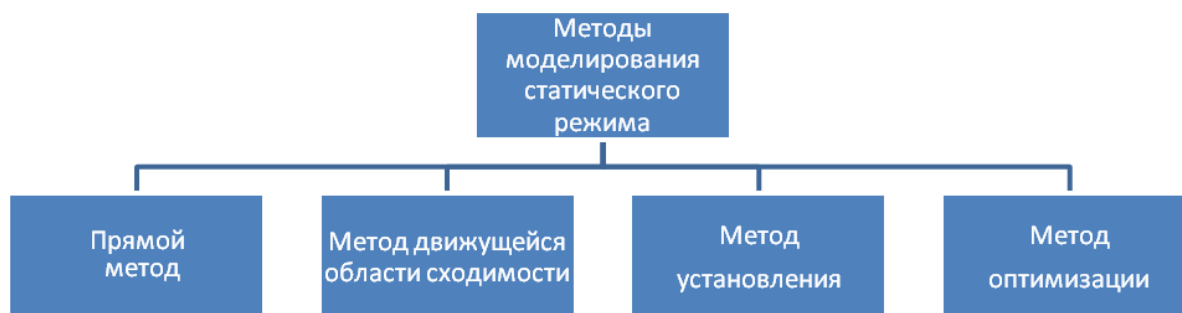 Методы
моделирования
статического
режима
Прямой
метод
Метод движущейся
области сходимости
Метод
установления
Метод
оптимизации